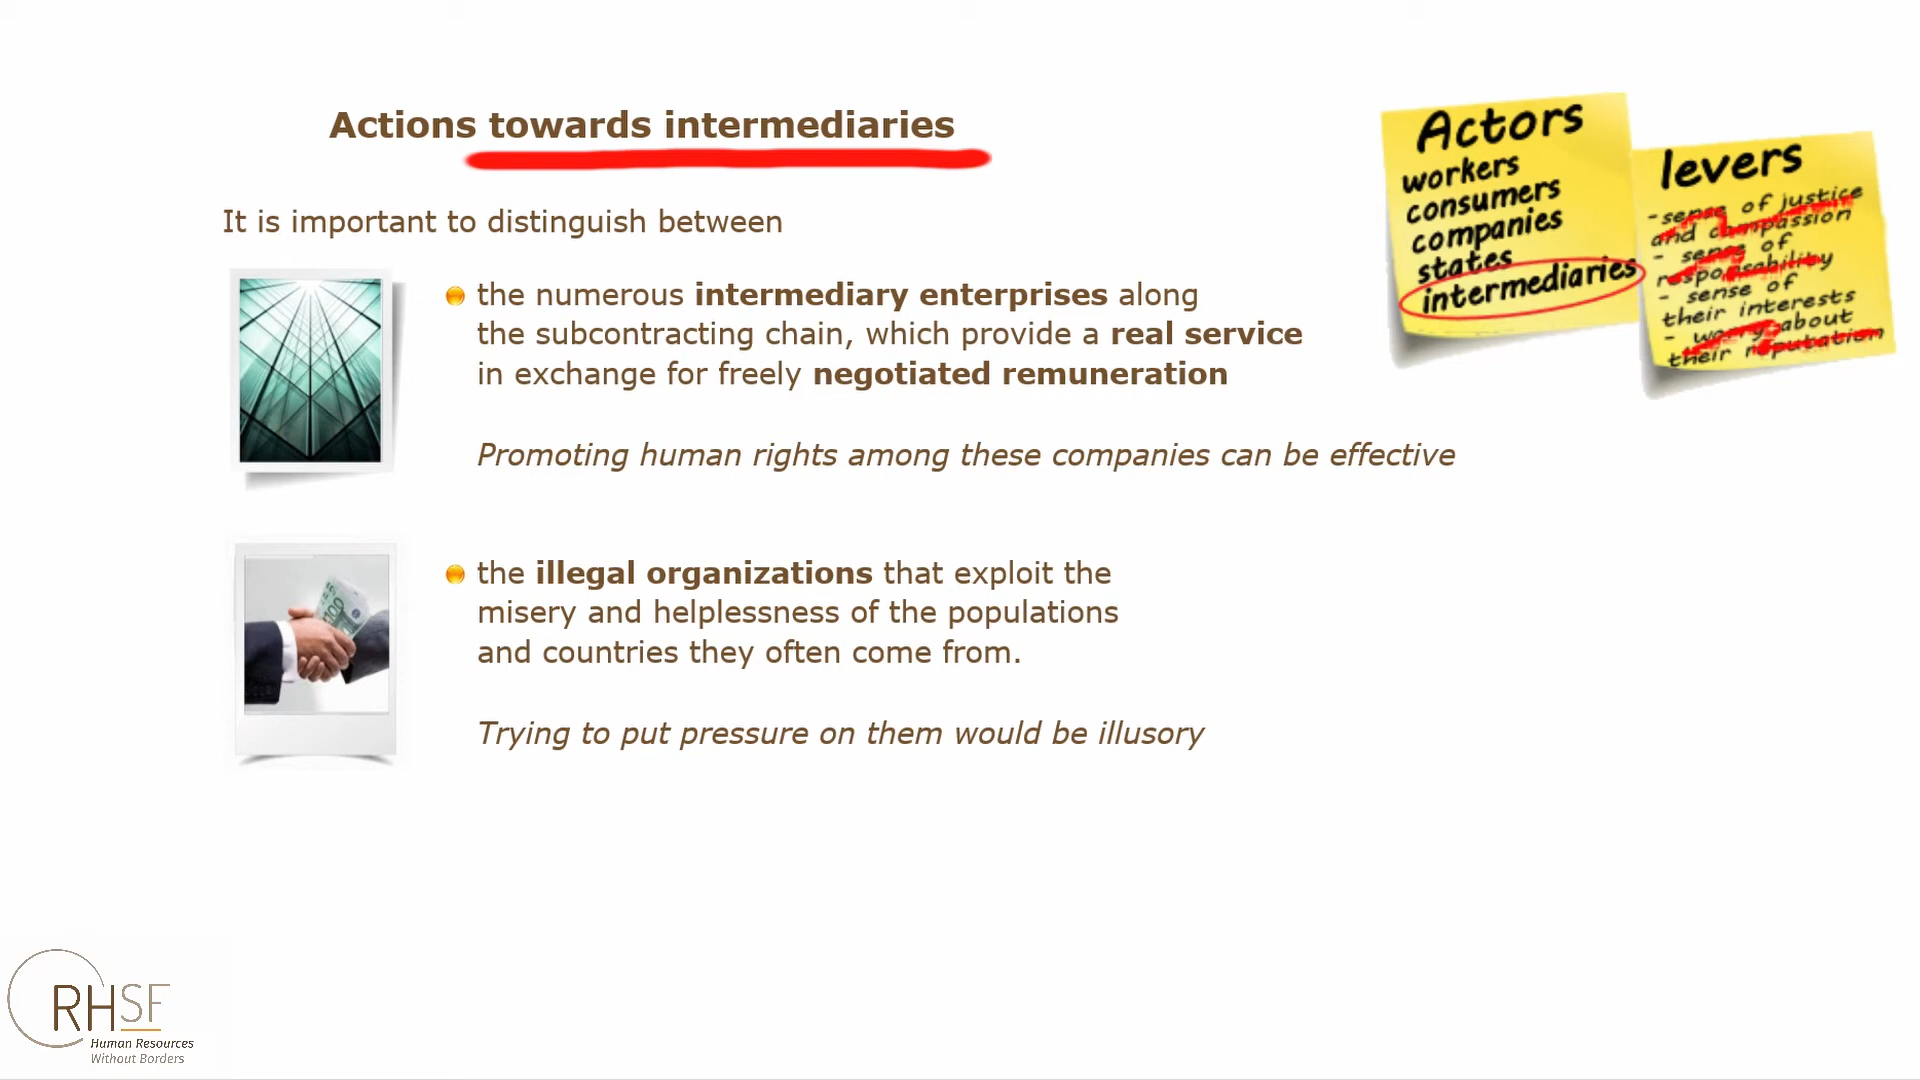 Actions towards intermediaries
It is important to distinguish between
the numerous intermediary enterprises along
the subcontracting chain, which provide a real service
in exchange for freely negotiated remuneration
Promoting human rights among these companies can be effective
the illegal organizations that exploit the
misery and helplessness of the populations
and countries they often come from.
Trying to put pressure on them would be illusory
Actors
workers
consumers
companies
states
intermediaries
levers
-sense of justice
and compassion
- sense of
responsability
- sense of
their interests
- worry about
their reputation
100
RHSF
Human Resources
Without Borders